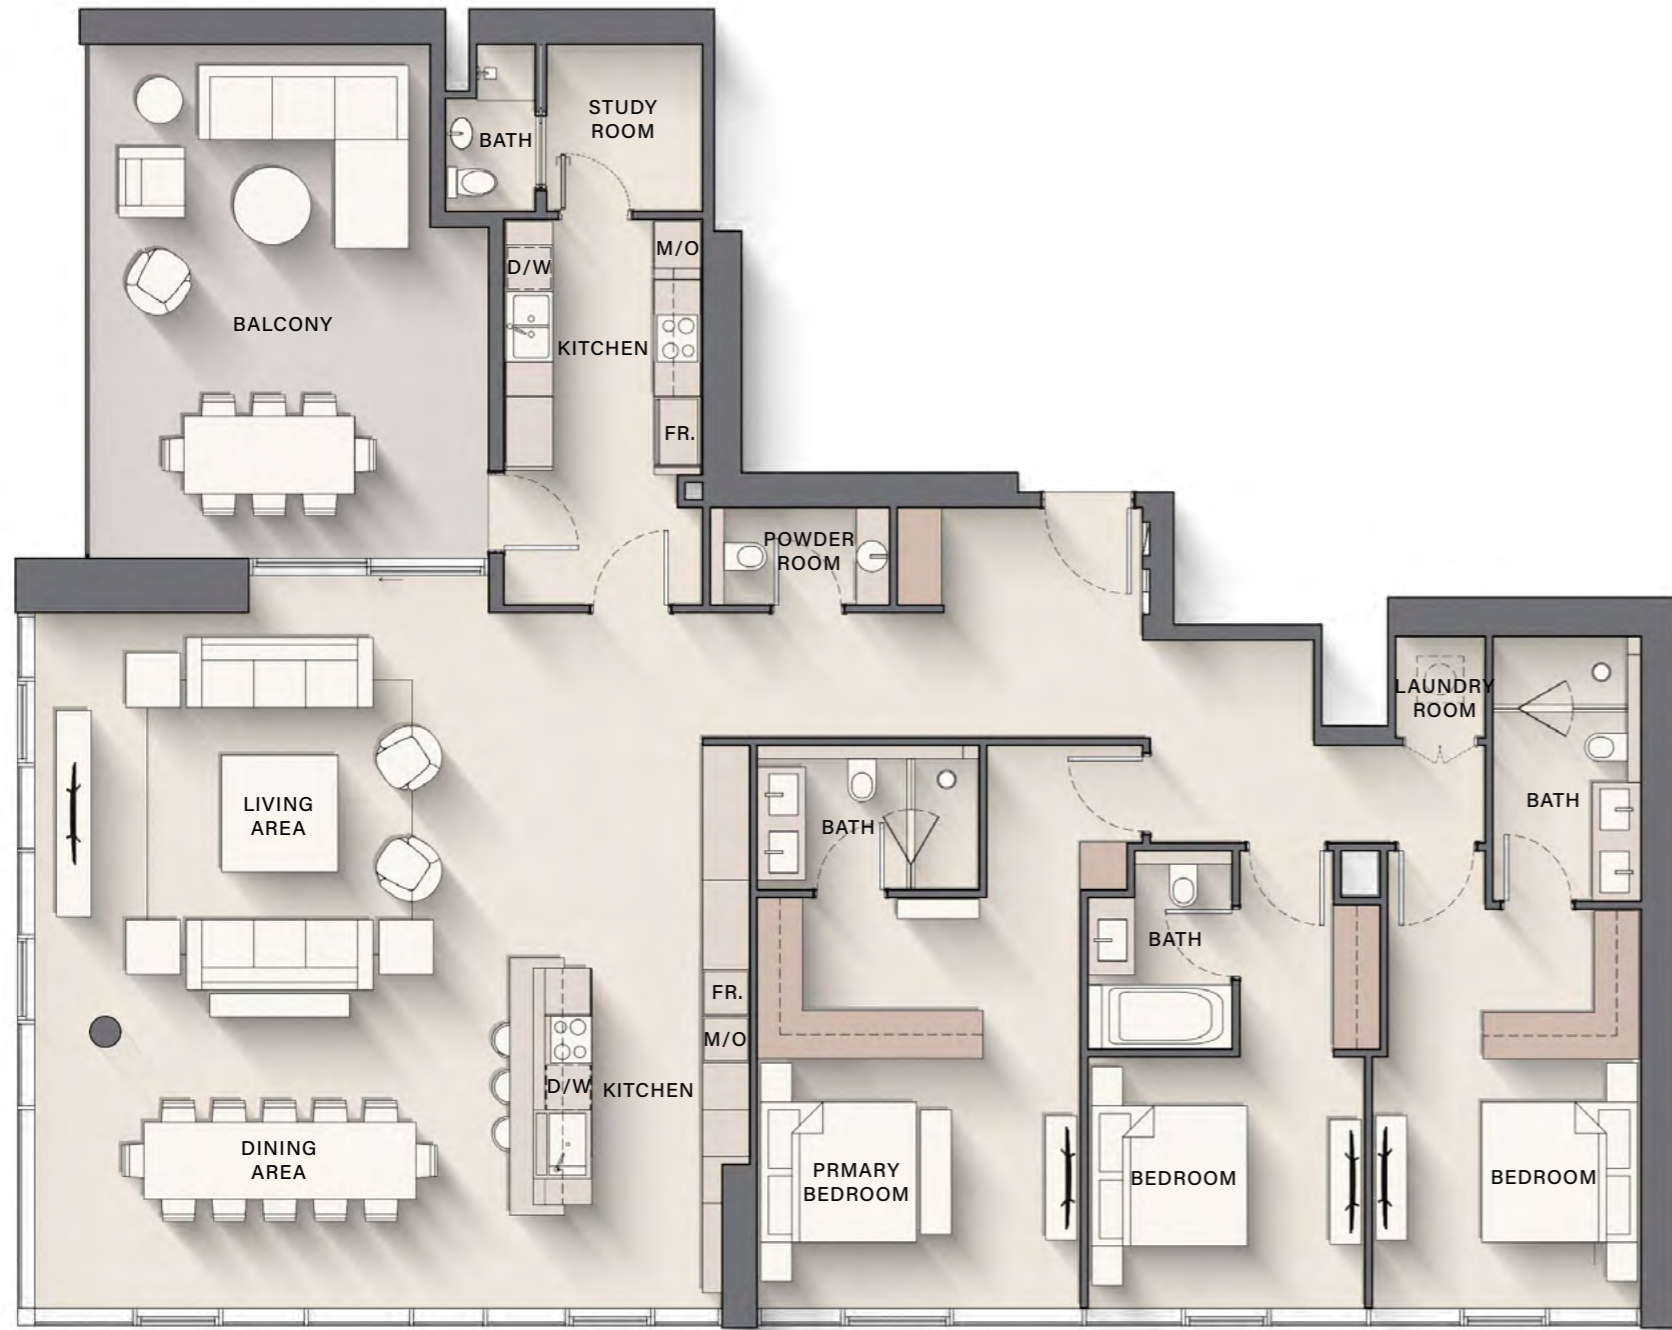 STUDY
ROOM
BATH
M/O
D/W
BALCONY
KITCHEN
FR.
POWDER
ROOM
LAUNDRY
ROOM
LIVING
AREA
BATH
BATH
BATH
FR.
M/O
D/W
KITCHEN
DINING
AREA
PRMARY
BEDROOM
BEDROOM
BEDROOM